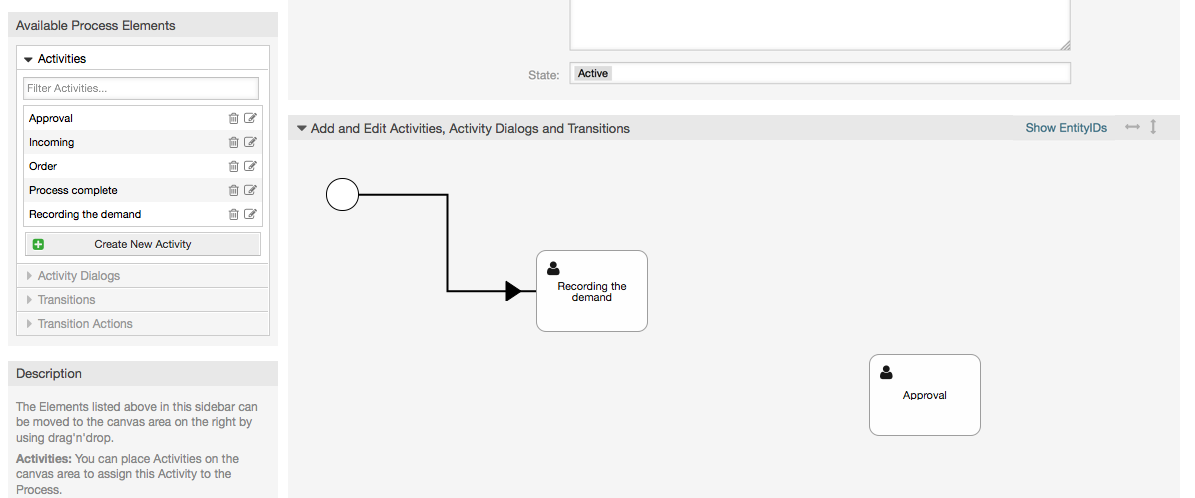 Available Process Elements
Activities
Filter Activities...
Approval
Incoming
Order
Process complete
Recording the demand
Create New Activity
Activity Dialogs
Transitions
Transition Actions
Description
The Elements listed above in this sidebar can
be moved to the canvas area on the right by
using drag'n'drop.
Activities: You can place Activities on the
canvas area to assign this Activity to the
Process.
State:
Active
Add and Edit Activities, Activity Dialogs and Transitions
Show EntityIDs
Recording the
demand
Approval